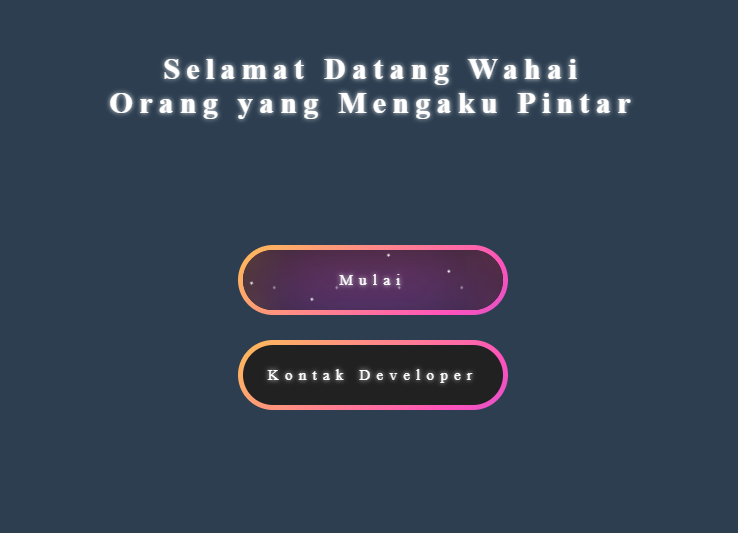 Selamat Datang Wahai
Orang yang Mengaku Pintar
Mulai
Kontak Developer